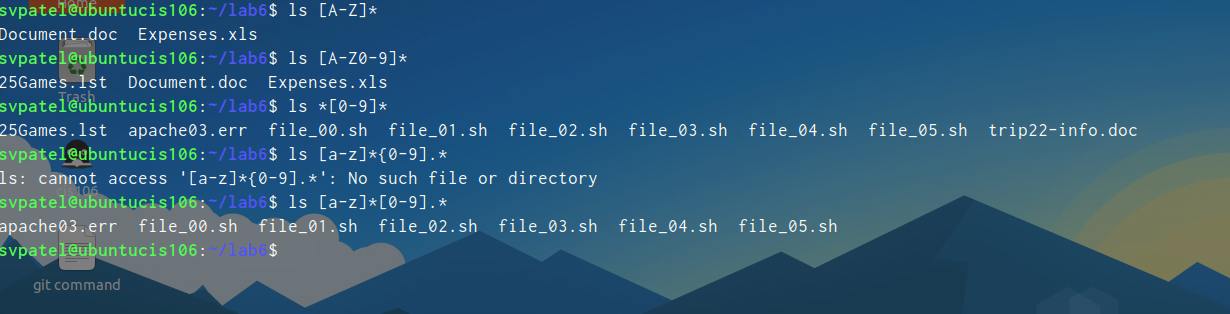 Home
svpatel@ubuntucis106:~/lab6$ ls [A-Z]*
Document.doc  Expenses.xls
svpatel@ubuntucis106:~/lab6$ ls [A-Z0-9]*
25Games.lst  Document.doc  Expenses.xls
Trash
svpatel@ubuntucis106:~/lab6$ ls *[0-9]*
25Games.lst  apache03.err  file_00.sh  file_01.sh  file_02.sh  file_03.sh  file_04.sh  file_05.sh  trip22-info.doc
svpatel@ubuntucis106:~/lab6$ ls [a-z]*{0-9].*
ls: cannot access '[a-z]*{0-9].*': No such file or directory
cis106
svpatel@ubuntucis106:~/lab6$ ls [a-z]*[0-9].*
apache03.err  file_00.sh  file_01.sh  file_02.sh  file_03.sh  file_04.sh  file_05.sh
svpatel@ubuntucis106:~/lab6$
git command